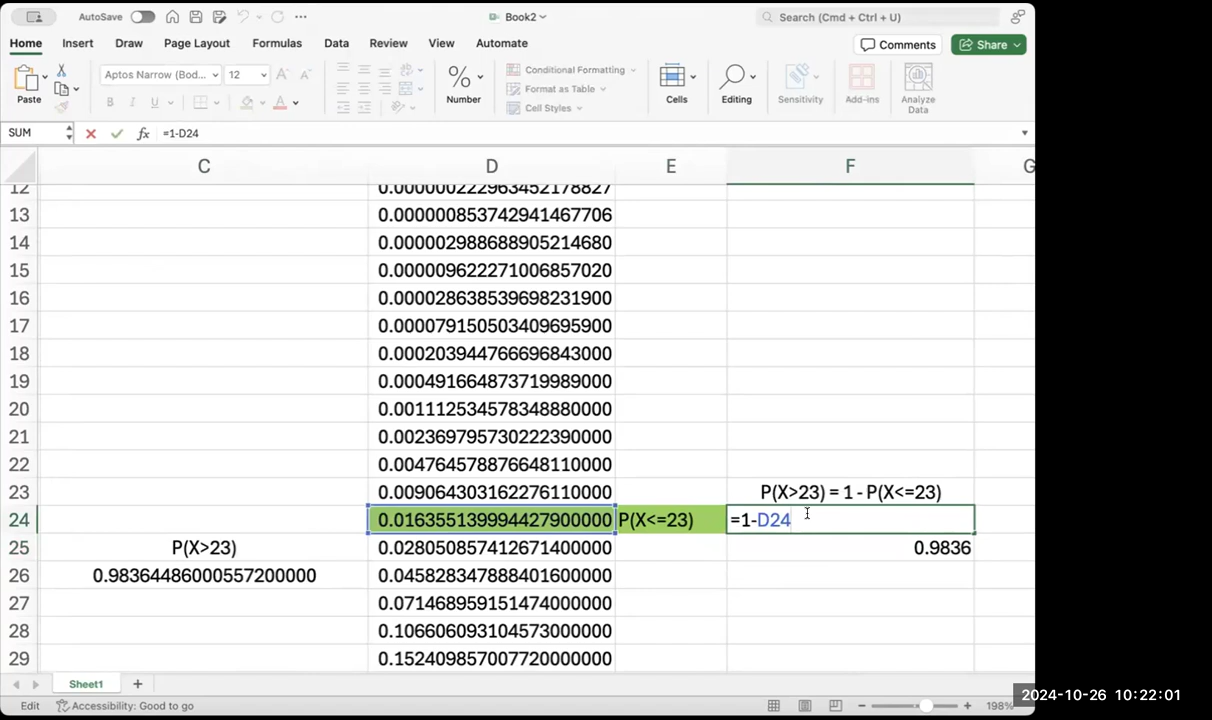 AutoSave
Book2
Search (Cmd + Ctrl + U)
Home Insert Draw Page Layout Formulas Data Review View Automate
Comments Share
Paste
Aptos Narrow (Bod... 12
B I U
A A A
% Number
Conditional Formatting
Format as Table
Cell Styles
Cells
Editing
Sensitivity
Add-ins
Analyze Data
SUM fx =1-D24
C D E F G
12 0.000000222963452178827
13 0.000000853742941467706
14 0.000002988688905214680
15 0.000009622271006857020
16 0.000028638539698231900
17 0.000079150503409695900
18 0.000203944766696843000
19 0.000491664873719989000
20 0.001112534578348880000
21 0.002369795730222390000
22 0.004764578876648110000
23 0.009064303162276110000 P(X>23) = 1 - P(X<=23)
24 0.016355139994427900000 P(X<=23) =1-D24
25 P(X>23) 0.028050857412671400000 0.9836
26 0.98364486000557200000 0.045828347888401600000
27 0.071468959151474000000
28 0.106606093104573000000
29 0.152409857007720000000
Sheet1 +
Edit Accessibility: Good to go
198%
2024-10-26 10:22:01